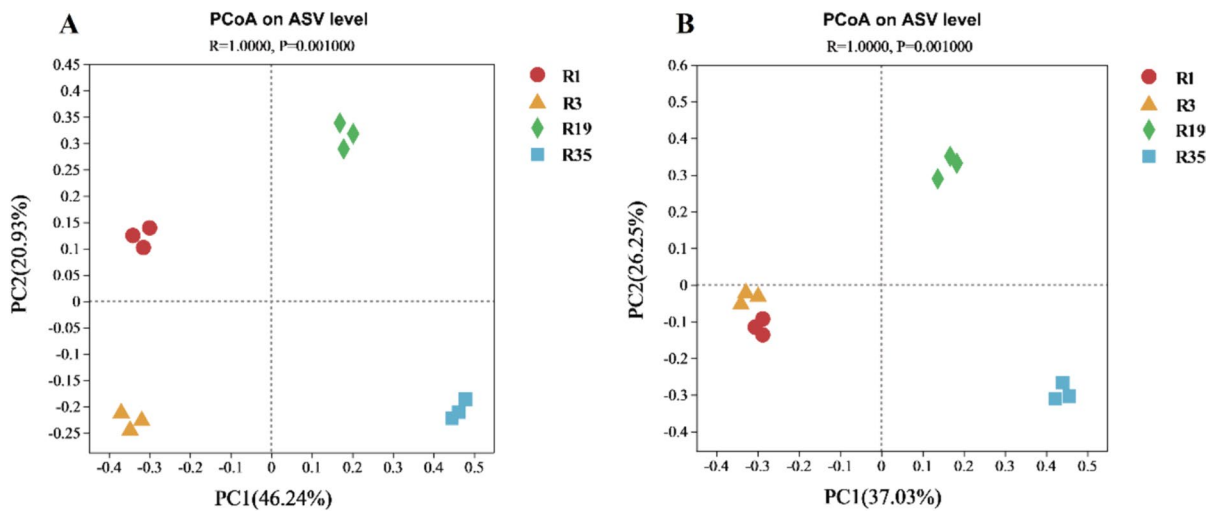 A
PCoA on ASV level
R=1.0000, P=0.001000
PC2(20.93%)
0.45
0.4
0.35
0.3
0.25
0.2
0.15
0.1
0.05
0
-0.05
-0.1
-0.15
-0.2
-0.25
-0.4 -0.3 -0.2 -0.1 0 0.1 0.2 0.3 0.4 0.5
PC1(46.24%)
R1
R3
R19
R35
B
PCoA on ASV level
R=1.0000, P=0.001000
PC2(26.25%)
0.6
0.5
0.4
0.3
0.2
0.1
0
-0.1
-0.2
-0.3
-0.4
-0.4 -0.3 -0.2 -0.1 0 0.1 0.2 0.3 0.4 0.5
PC1(37.03%)
R1
R3
R19
R35